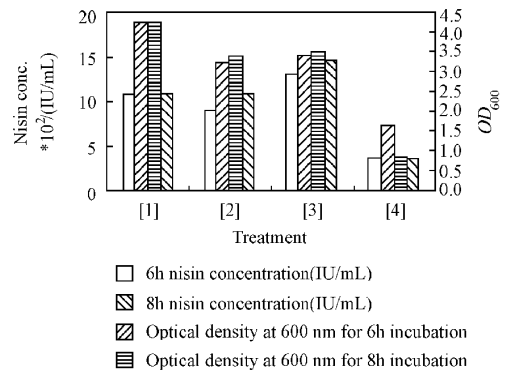 Nisin conc.
*10²/(IU/mL)
20
15
10
5
0
4.5
4.0
3.5
3.0
2.5
2.0
1.5
1.0
0.5
0.0
OD₆₀₀
[1] [2] [3] [4]
Treatment
6h nisin concentration(IU/mL)
8h nisin concentration(IU/mL)
Optical density at 600 nm for 6h incubation
Optical density at 600 nm for 8h incubation